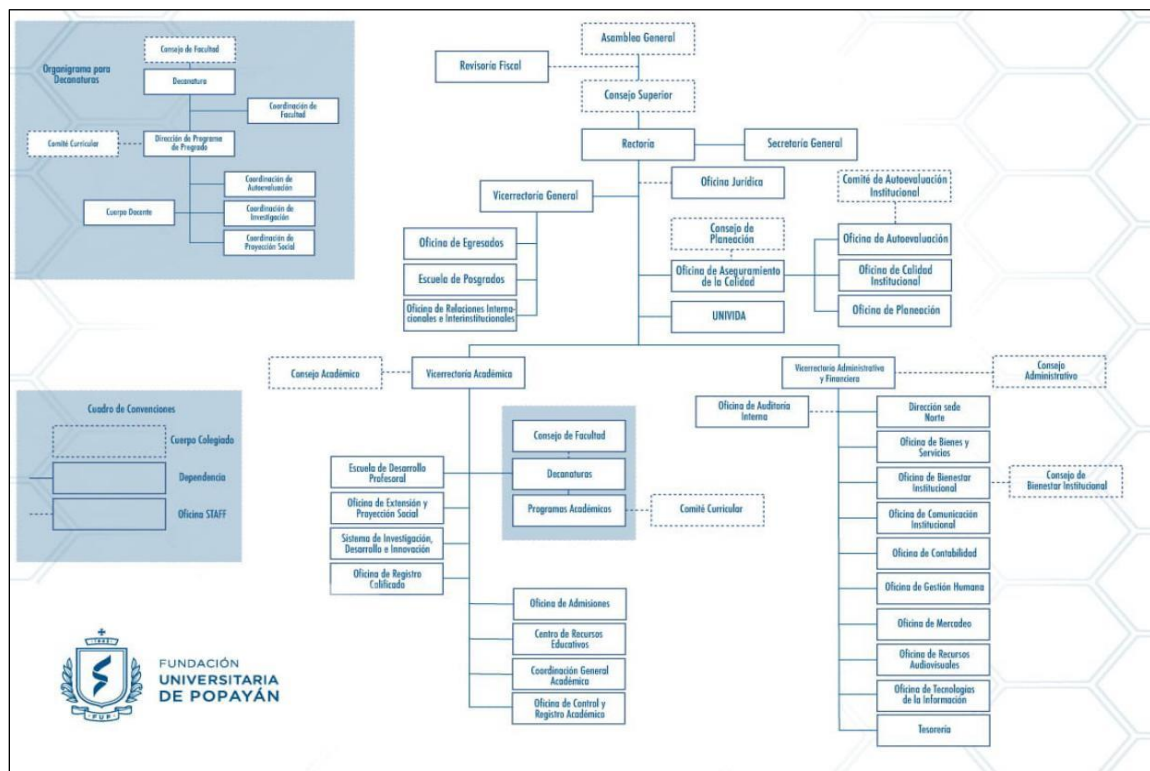 Consejo de Facultad
Organigrama para
Decanaturas
Decanatura
Coordinación de
Facultad
Comité Curricular
Dirección de Programa
de Pregrado
Coordinación de
Autoevaluación
Cuerpo Docente
Coordinación de
Investigación
Coordinación de
Proyección Social
Asamblea General
Revisoría Fiscal
Consejo Superior
Rectoría
Secretaría General
Vicerrectoría General
Oficina Jurídica
Comité de Autoevaluación
Institucional
Oficina de Egresados
Escuela de Posgrados
Oficina de Relaciones Interna-
cionales e Interinstitucionales
Consejo de
Planeación
Oficina de Aseguramiento
de la Calidad
UNIVIDA
Oficina de Autoevaluación
Oficina de Calidad
Institucional
Oficina de Planeación
Consejo Académico
Vicerrectoría Académica
Vicerrectoría Administrativa
y Financiera
Consejo
Administrativo
Cuadro de Convenciones
Cuerpo Colegiado
Dependencia
Oficina STAFF
Consejo de Facultad
Decanaturas
Programas Académicos
Comité Curricular
Escuela de Desarrollo
Profesoral
Oficina de Extensión y
Proyección Social
Sistema de Investigación,
Desarrollo e Innovación
Oficina de Registro
Calificado
Oficina de Admisiones
Centro de Recursos
Educativos
Coordinación General
Académica
Oficina de Control y
Registro Académico
Oficina de Auditoría
Interna
Dirección sede
Norte
Oficina de Bienes y
Servicios
Oficina de Bienestar
Institucional
Consejo de
Bienestar Institucional
Oficina de Comunicación
Institucional
Oficina de Contabilidad
Oficina de Gestión Humana
Oficina de Mercadeo
Oficina de Recursos
Audiovisuales
Oficina de Tecnologías
de la Información
Tesorería
FUNDACIÓN
UNIVERSITARIA
DE POPAYÁN
FUP